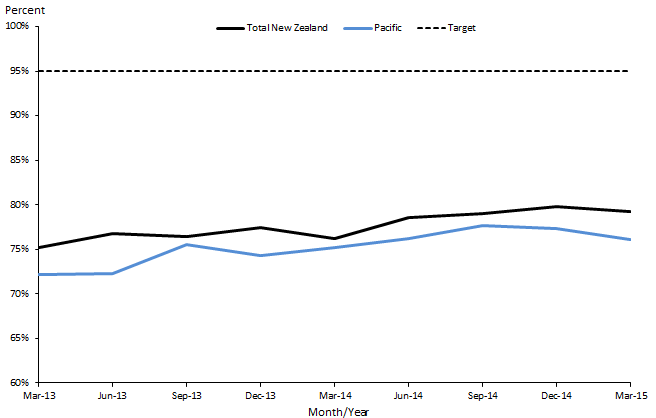 Percent
Total New Zealand Pacific Target
100%
95%
90%
85%
80%
75%
70%
65%
60%
Mar-13 Jun-13 Sep-13 Dec-13 Mar-14 Jun-14 Sep-14 Dec-14 Mar-15
Month/Year